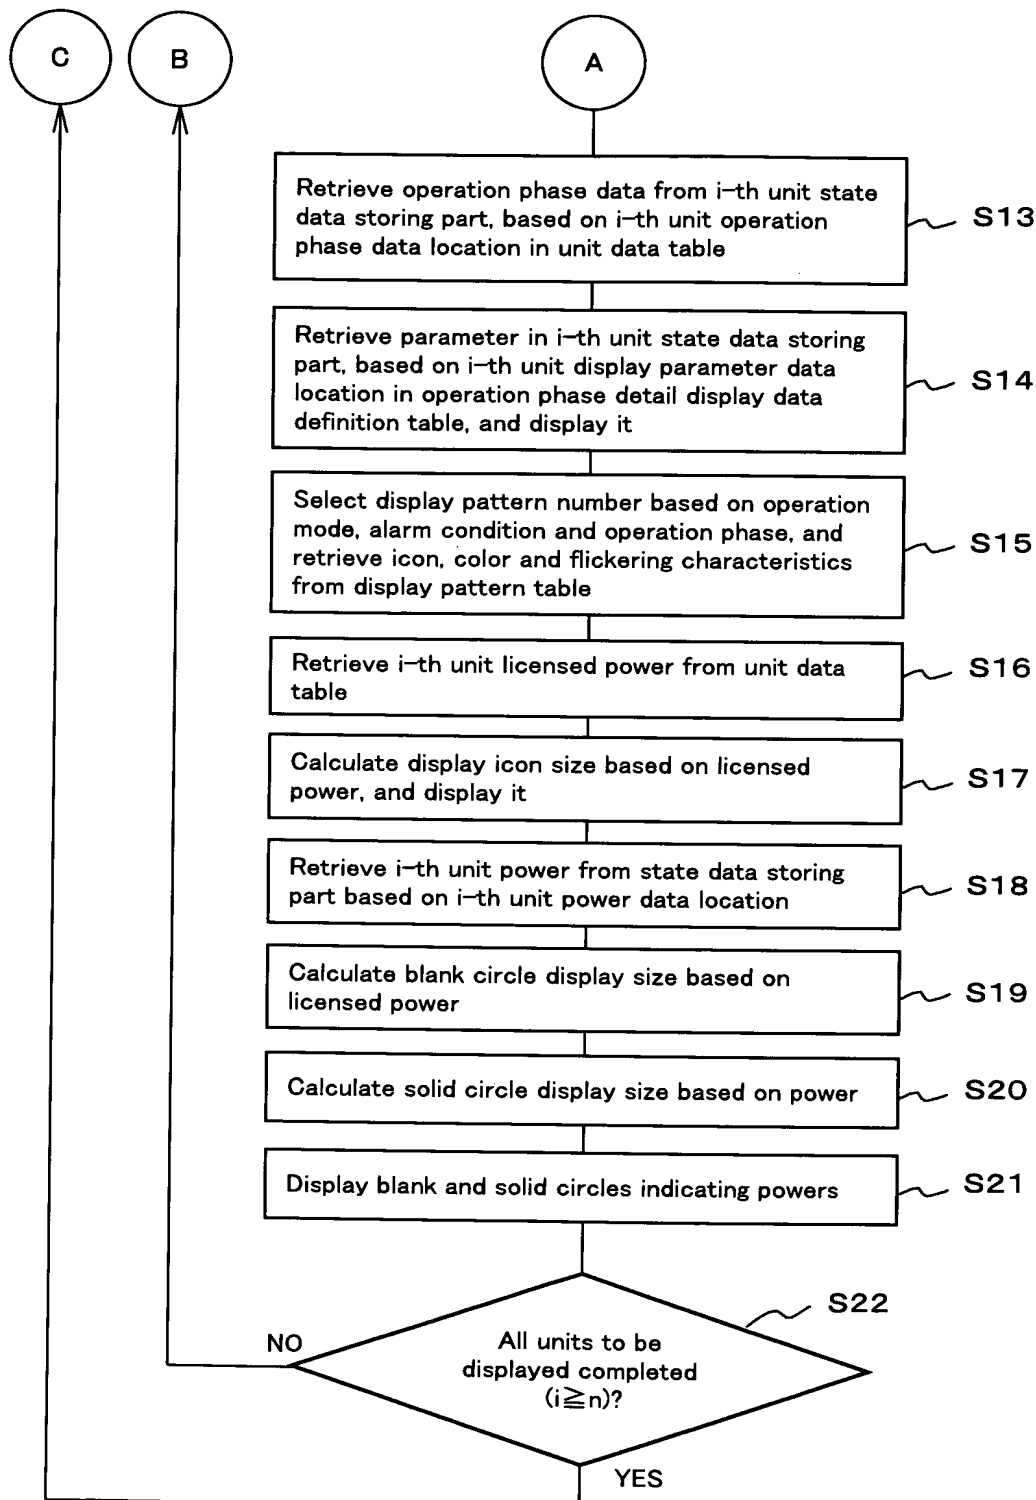 C
B
A
Retrieve operation phase data from i-th unit state
data storing part, based on i-th unit operation
phase data location in unit data table
S13
Retrieve parameter in i-th unit state data storing
part, based on i-th unit display parameter data
location in operation phase detail display data
definition table, and display it
S14
Select display pattern number based on operation
mode, alarm condition and operation phase, and
retrieve icon, color and flickering characteristics
from display pattern table
S15
Retrieve i-th unit licensed power from unit data
table
S16
Calculate display icon size based on licensed
power, and display it
S17
Retrieve i-th unit power from state data storing
part based on i-th unit power data location
S18
Calculate blank circle display size based on
licensed power
S19
Calculate solid circle display size based on power
S20
Display blank and solid circles indicating powers
S21
S22
NO
All units to be
displayed completed
(i≧n)?
YES